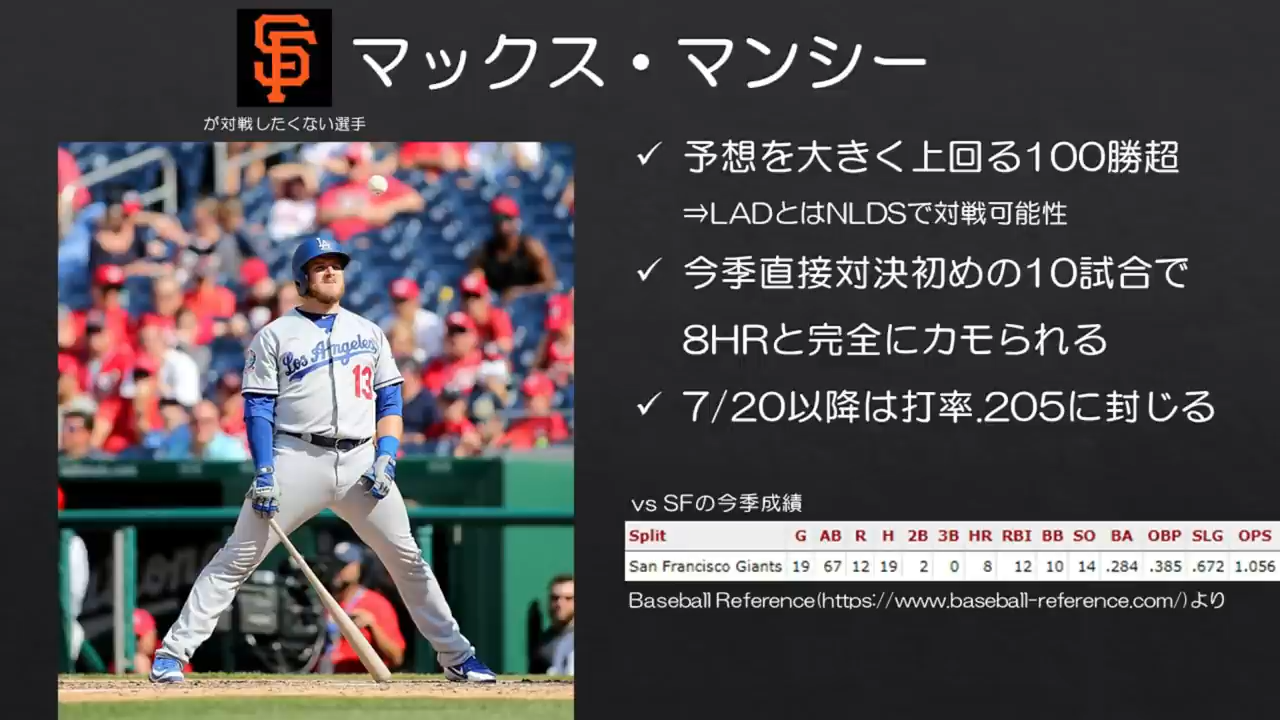 SF
マックス・マンシー
が対戦したくない選手
✓ 予想を大きく上回る100勝超
⇒LADとはNLDSで対戦可能性
✓ 今季直接対決初めの10試合で
8HRと完全にカモられる
✓ 7/20以降は打率.205に封じる
LA
Los Angeles
13
vs SFの今季成績
Split G AB R H 2B 3B HR RBI BB SO BA OBP SLG OPS
San Francisco Giants 19 67 12 19 2 0 8 12 10 14 .284 .385 .672 1.056
Baseball Reference(https://www.baseball-reference.com/)より